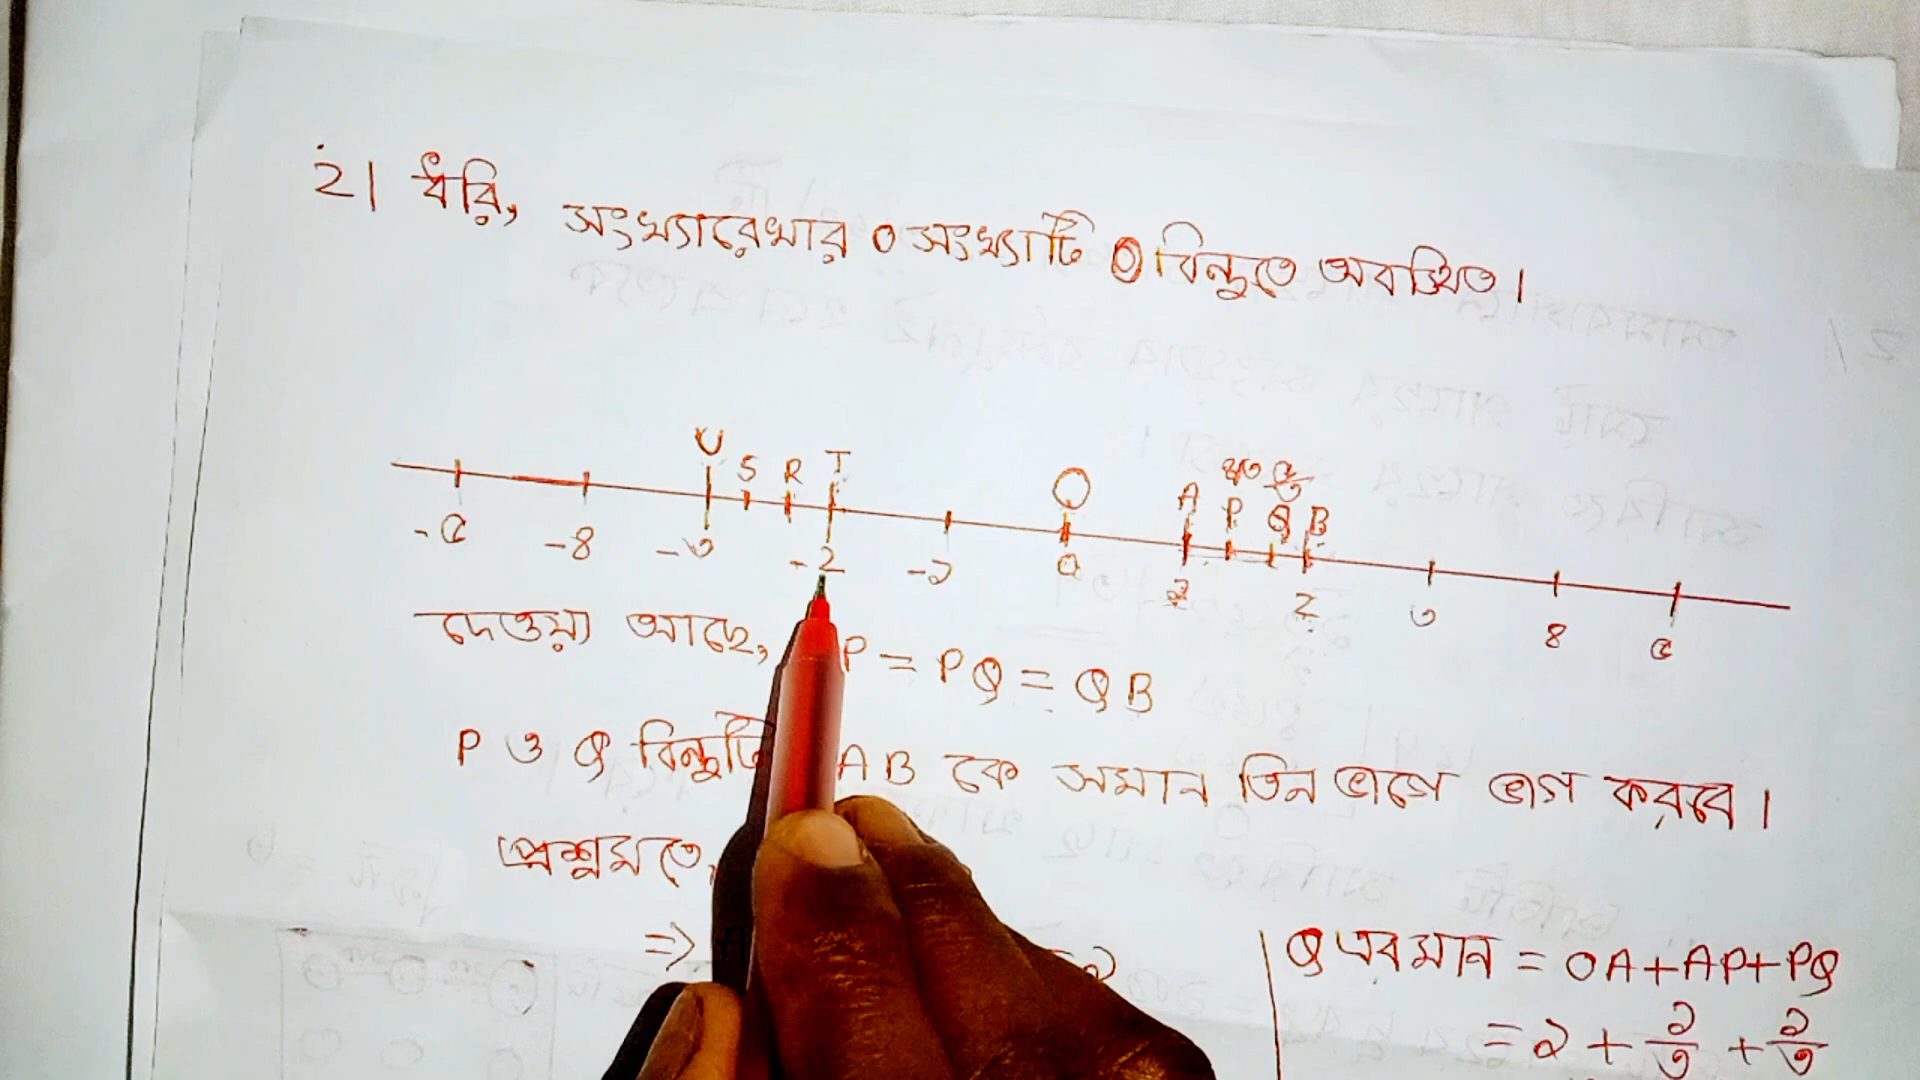 ২। ধরি, সংখ্যারেখার 0 সংখ্যাটি O বিন্দুতে অবস্থিত।
U S R T O A P Q B
-৫ -৪ -৩ -২ -১ ০ ১ ২ ৩ ৪ ৫
দেওয়া আছে, P = PQ = QB
P ও Q বিন্দুটি AB কে সমান তিন ভাগে ভাগ করবে।
প্রশ্নমতে,
=>
Q এর মান = OA+AP+PQ
= ১ + ১/৩ + ১/৩